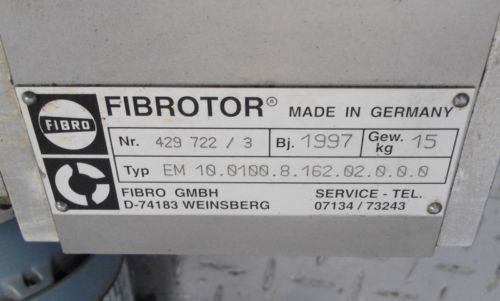 FIBRO
FIBROTOR® MADE IN GERMANY
Nr. 429 722 / 3 Bj. 1997 Gew. kg 15
Typ EM 10.0100.8.162.02.0.0.0
FIBRO GMBH SERVICE - TEL.
D-74183 WEINSBERG 07134 / 73243